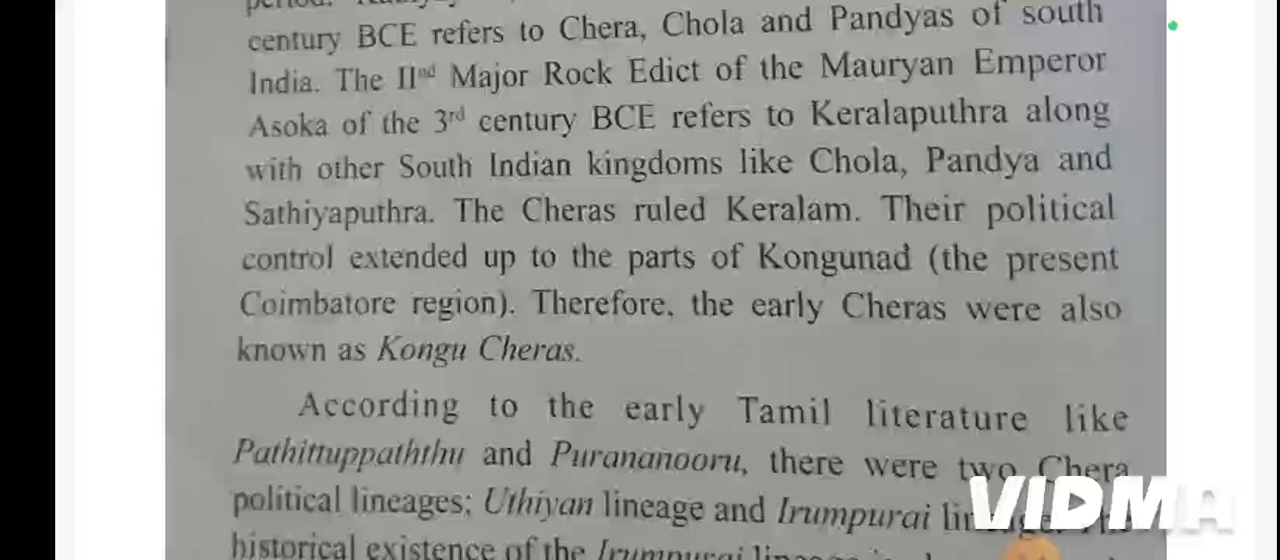 century BCE refers to Chera, Chola and Pandyas of south
India. The IInd Major Rock Edict of the Mauryan Emperor
Asoka of the 3rd century BCE refers to Keralaputhra along
with other South Indian kingdoms like Chola, Pandya and
Sathiyaputhra. The Cheras ruled Keralam. Their political
control extended up to the parts of Kongunad (the present
Coimbatore region). Therefore, the early Cheras were also
known as Kongu Cheras.
According to the early Tamil literature like
Pathittuppaththu and Purananooru, there were two Chera
political lineages; Uthiyan lineage and Irumpurai
historical existence of the Irumpurai
VIDMA